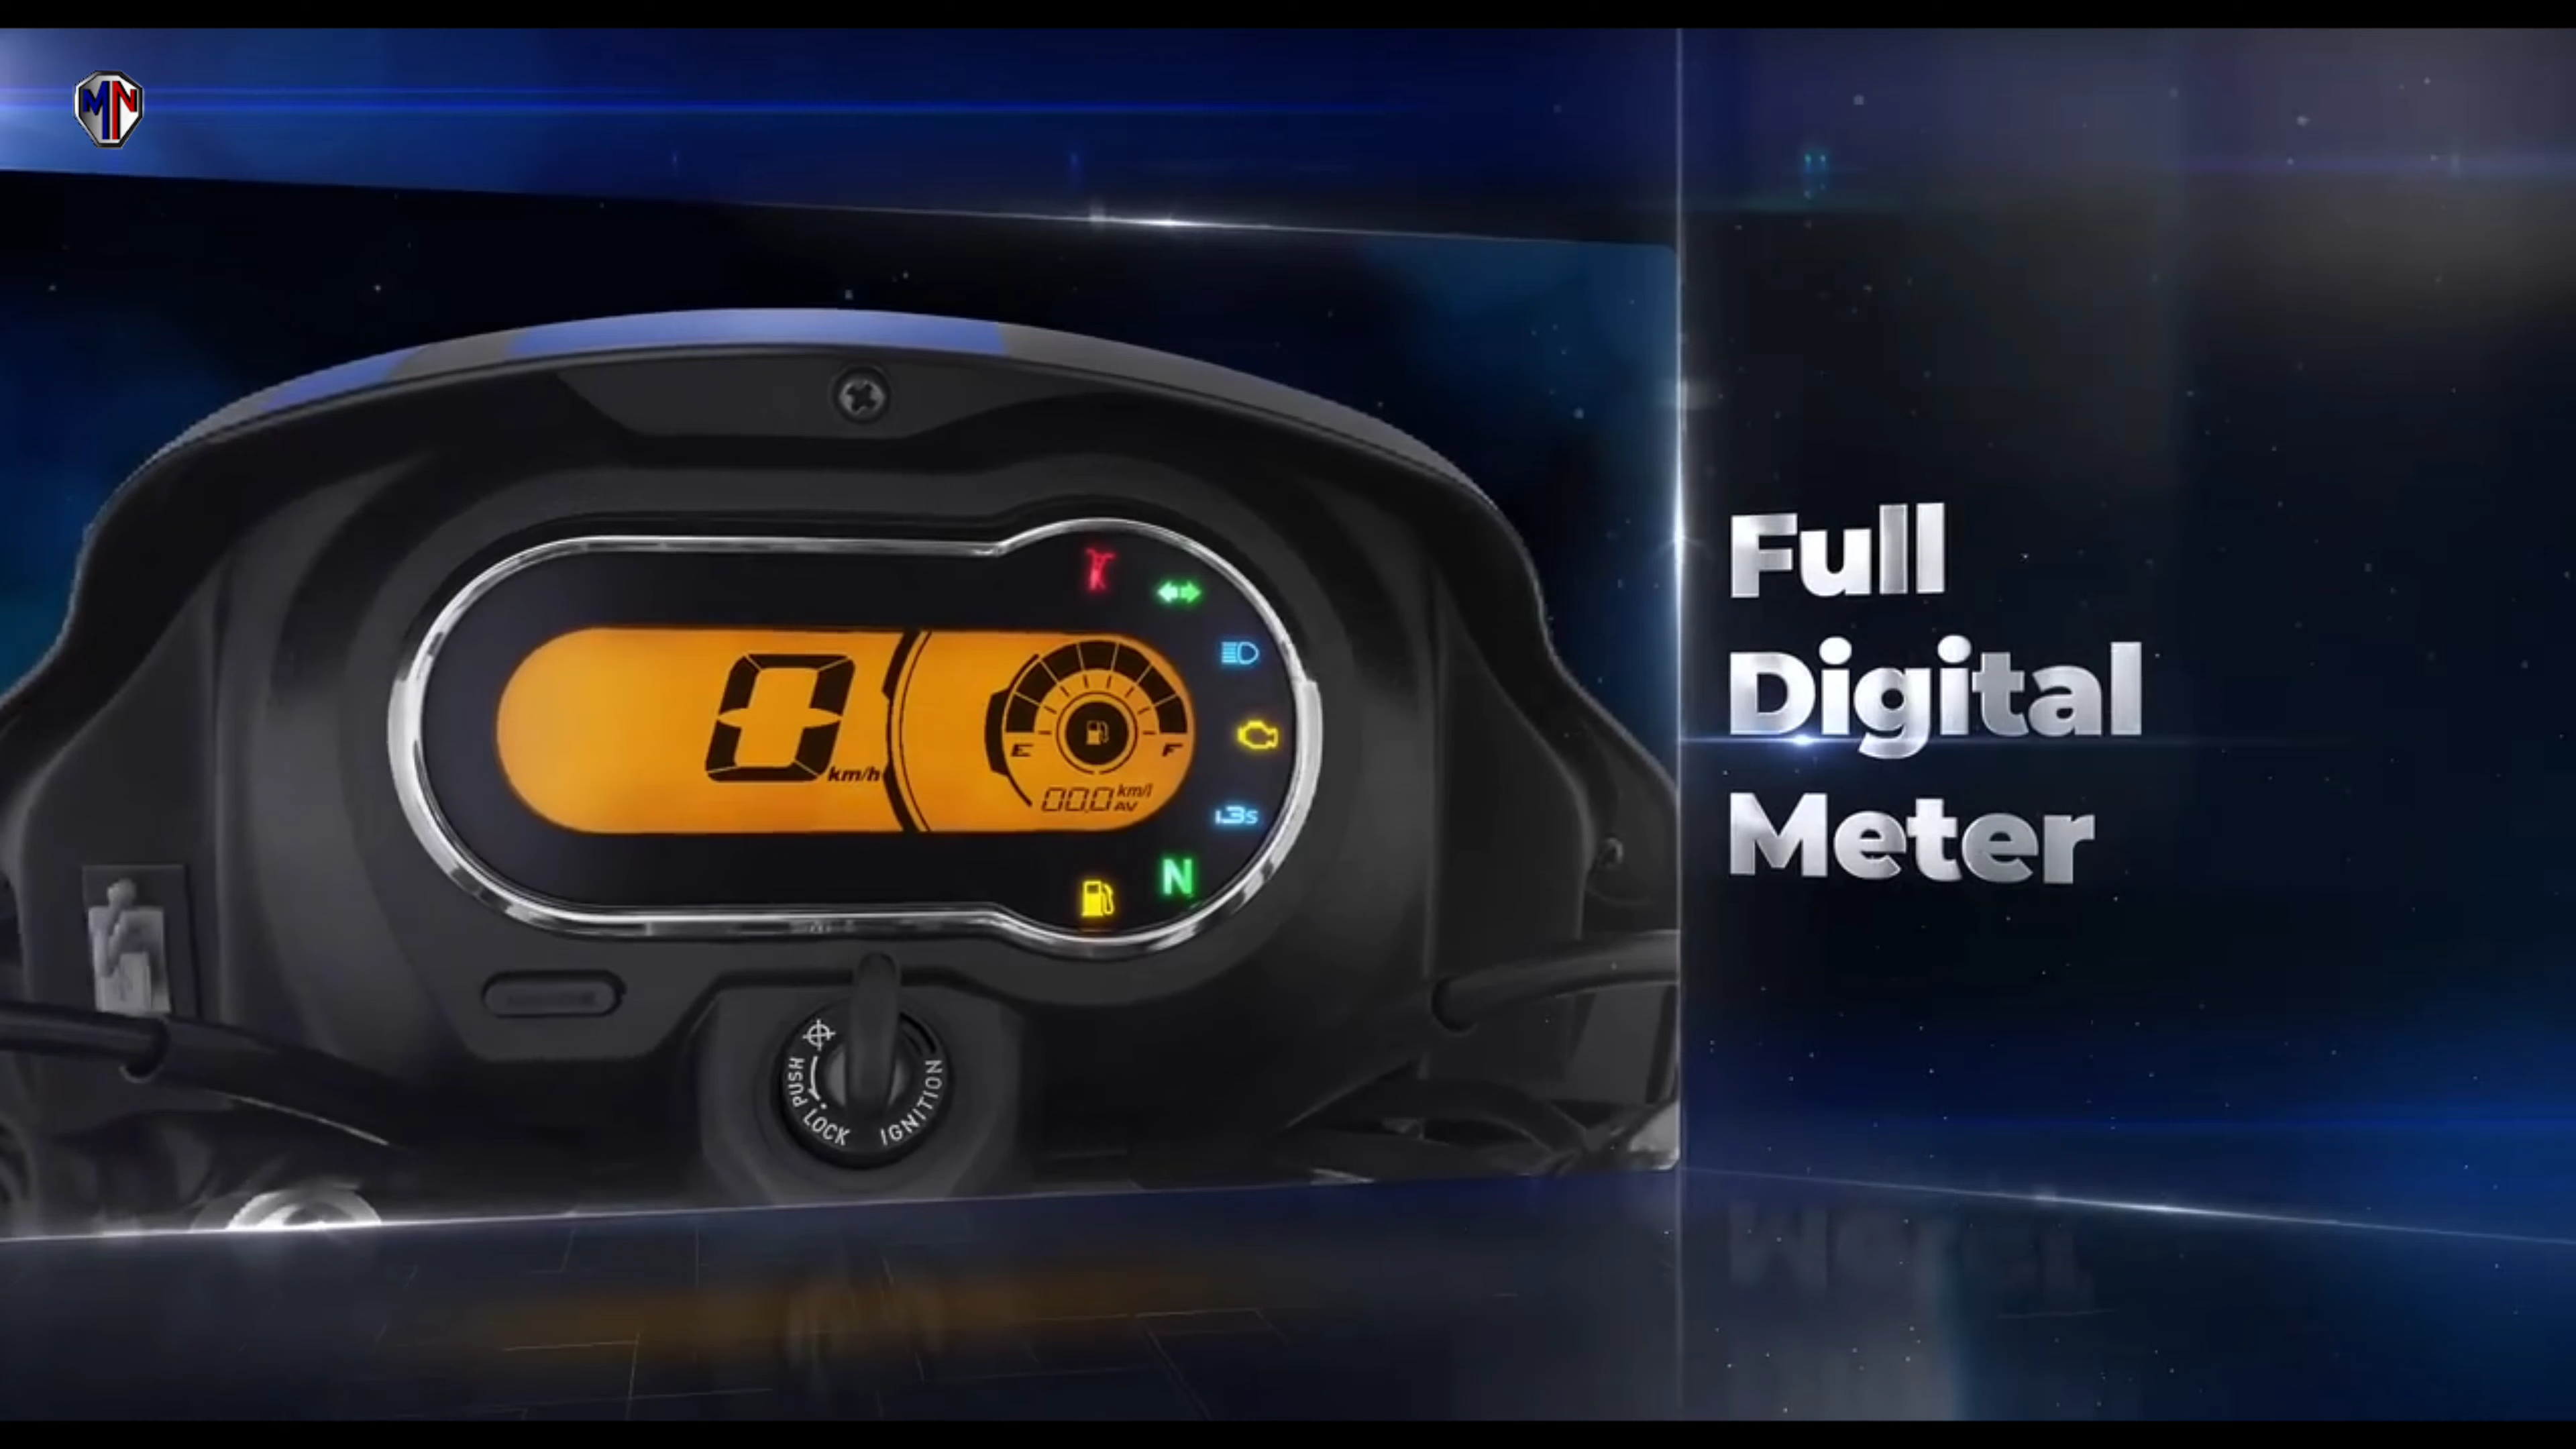 MN
Full
Digital
Meter
0 km/h
E F
00.0 km/l
AV
1.3s
N
PUSH LOCK IGNITION